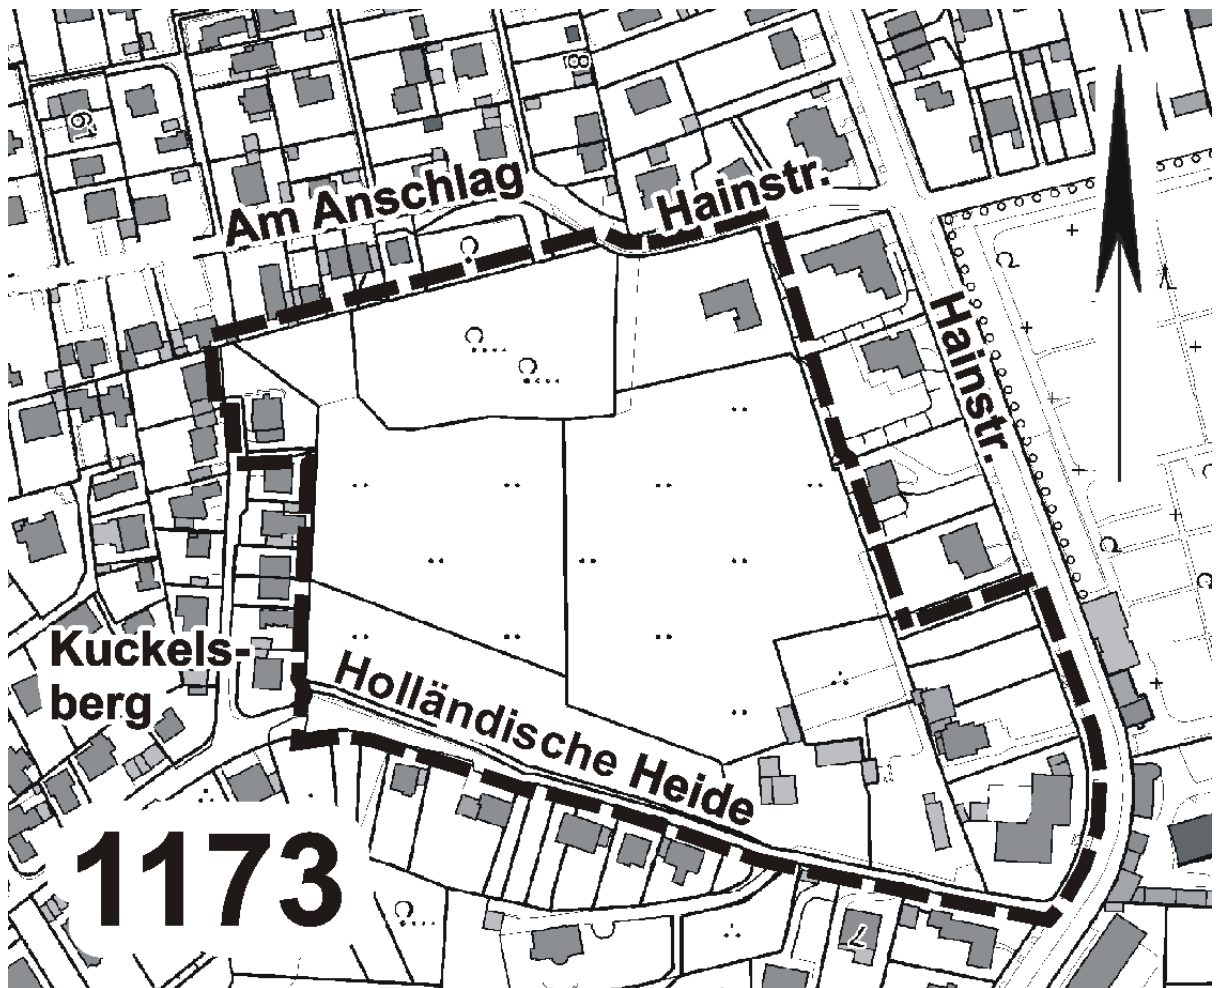 Am Anschlag
Hainstr.
Hainstr.
Kuckels-
berg
Holländische Heide
1173